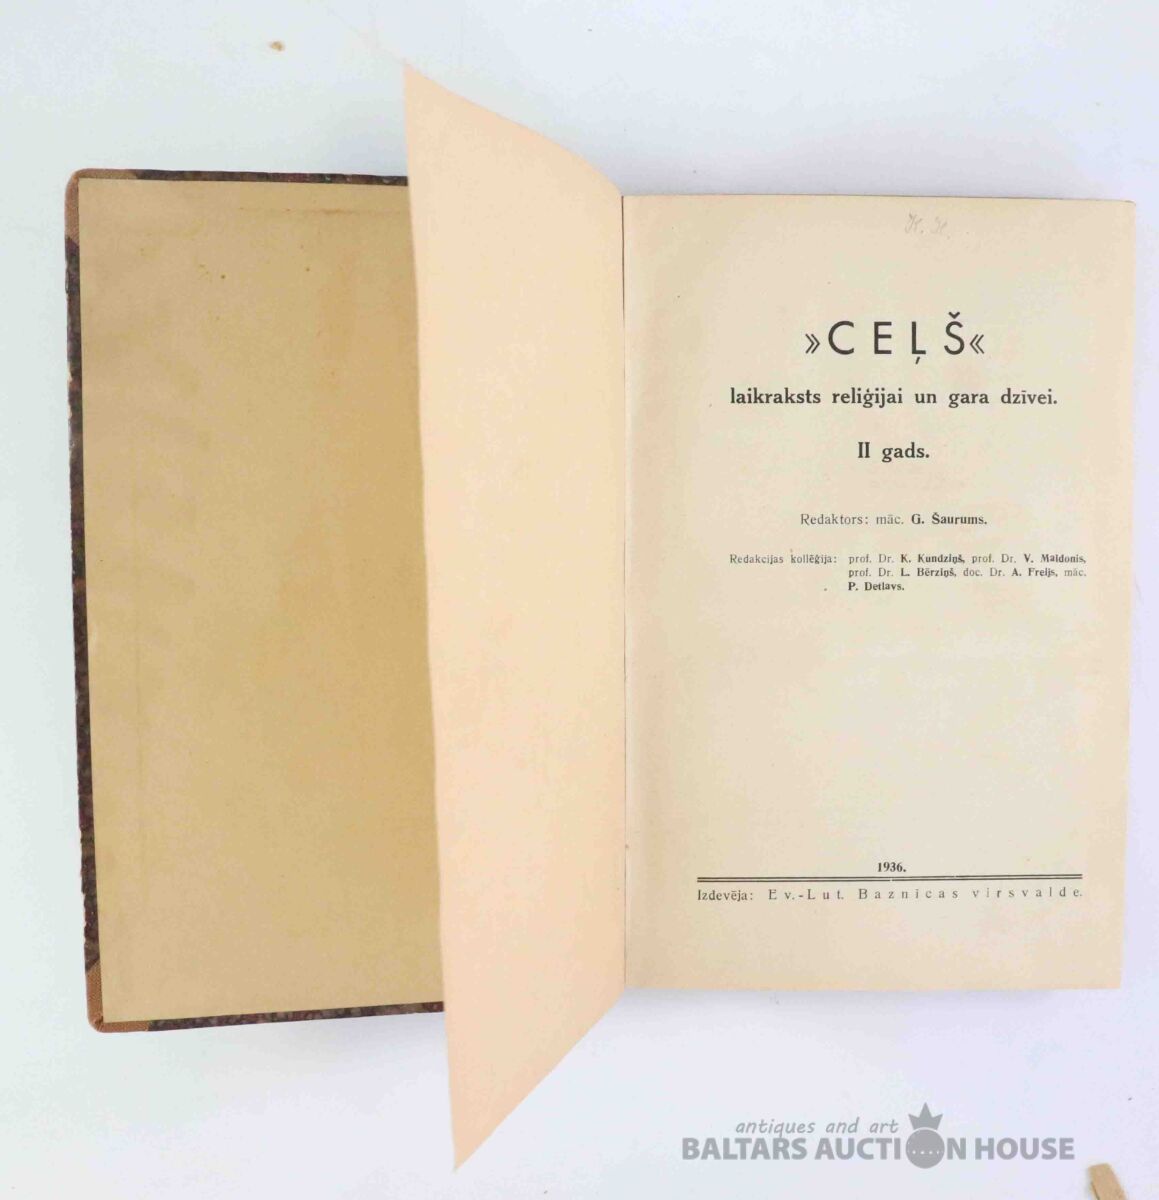 »CEĻŠ«
laikraksts reliģijai un gara dzīvei.
II gads.
Redaktors: māc. G. Šaurums.
Redakcijas kollēģija: prof. Dr. K. Kundziņš, prof. Dr. V. Maldonis,
prof. Dr. L. Bērziņš, doc. Dr. A. Freijs, māc.
P. Detlavs.
1936.
Izdevēja: Ev.-Lut. Baznicas virsvalde.
antiques and art
BALTARS AUCTION HOUSE